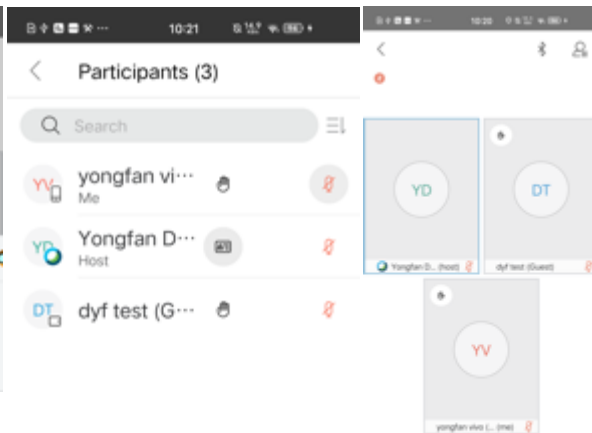 10:21
Participants (3)
Search
YV
yongfan vi...
Me
YD
Yongfan D...
Host
DT
dyf test (G...
10:20
YD
DT
Yongfan D... (host)
dyf test (Guest)
YV
yongfan vivo (... (me)